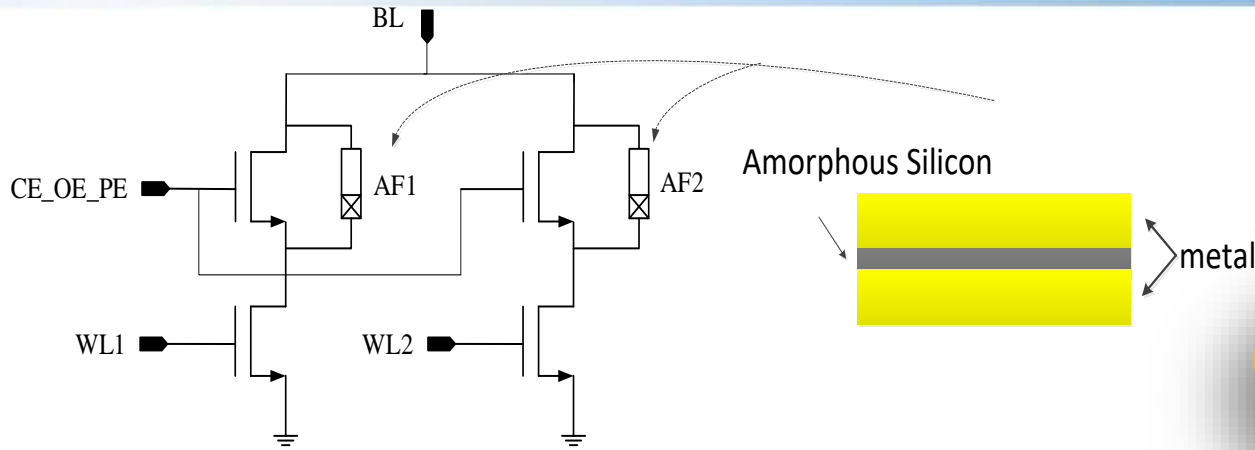 BL
Amorphous Silicon
CE_OE_PE
AF1
AF2
metal
WL1
WL2